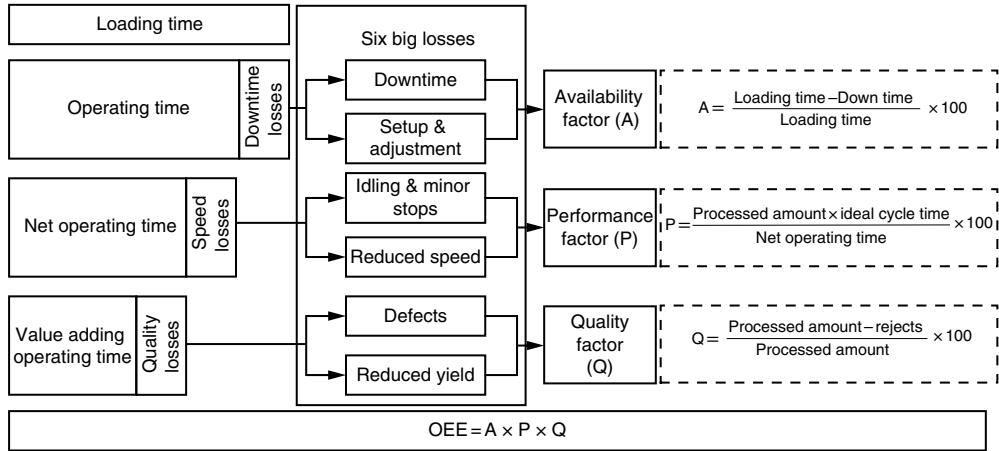 Loading time
Six big losses
Operating time
Downtime
losses
Downtime
Setup &
adjustment
Availability
factor (A)
A = Loading time – Down time / Loading time × 100
Net operating time
Speed
losses
Idling & minor
stops
Reduced speed
Performance
factor (P)
P = Processed amount × ideal cycle time / Net operating time × 100
Value adding
operating time
Quality
losses
Defects
Reduced yield
Quality
factor
(Q)
Q = Processed amount – rejects / Processed amount × 100
OEE = A × P × Q